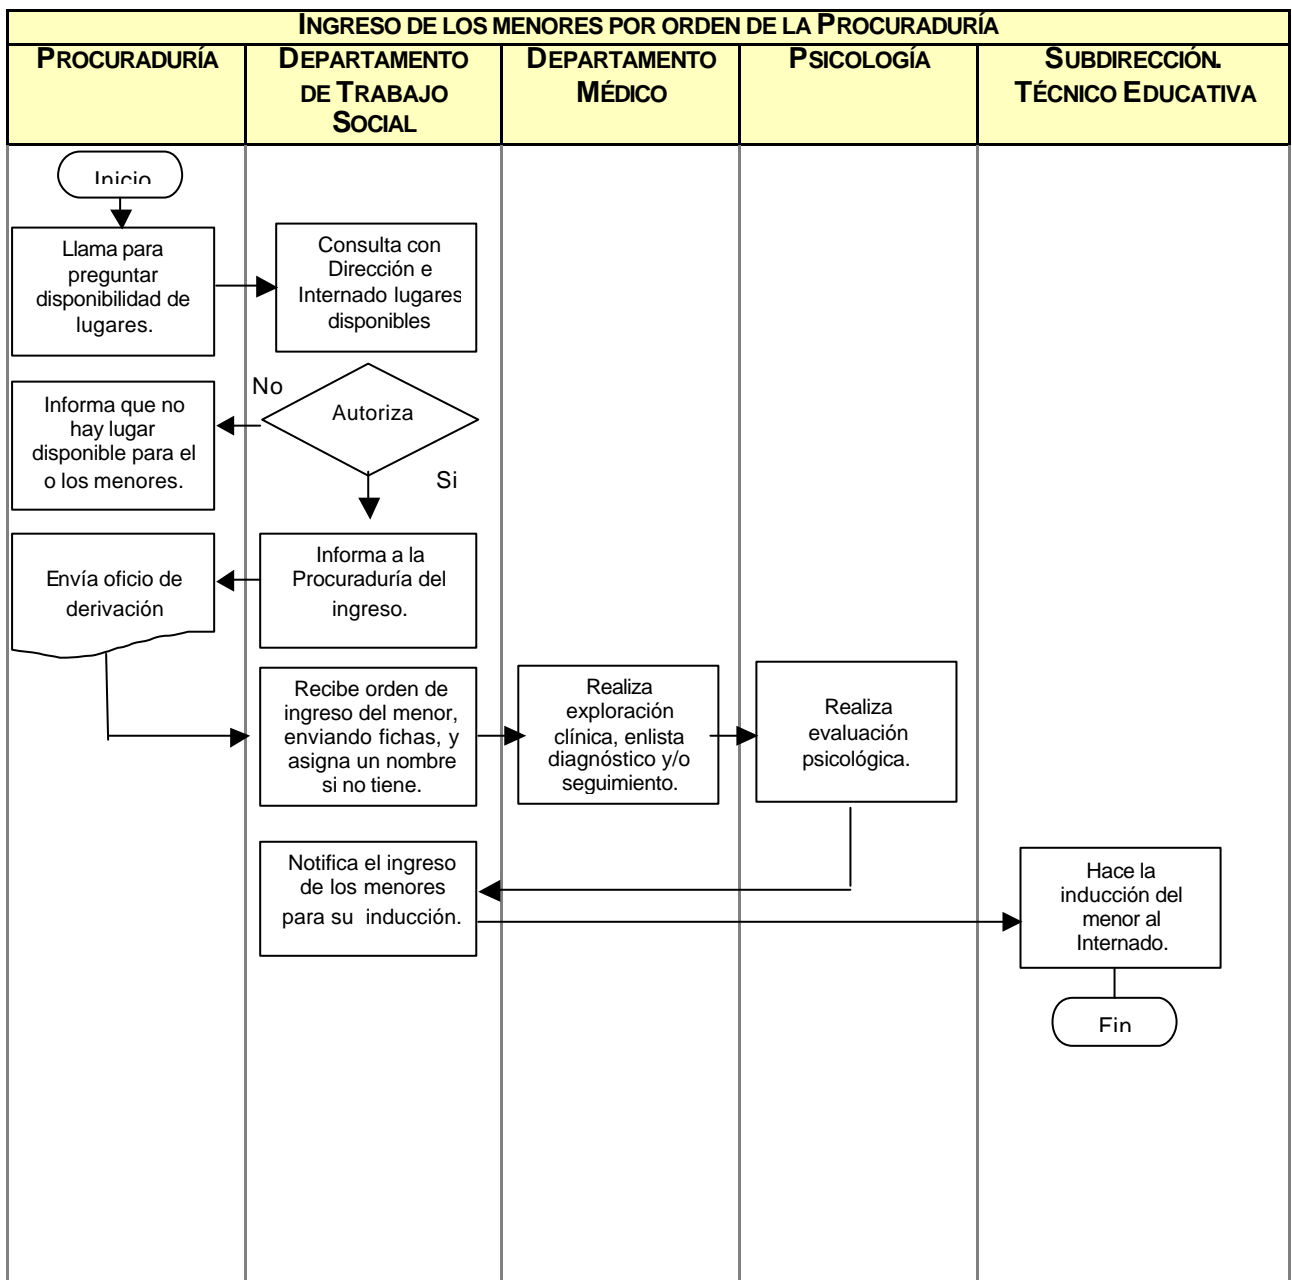 INGRESO DE LOS MENORES POR ORDEN DE LA PROCURADURÍA
PROCURADURÍA
DEPARTAMENTO
DE TRABAJO
SOCIAL
DEPARTAMENTO
MÉDICO
PSICOLOGÍA
SUBDIRECCIÓN.
TÉCNICO EDUCATIVA
Inicio
Llama para
preguntar
disponibilidad de
lugares.
Consulta con
Dirección e
Internado lugares
disponibles
No
Autoriza
Informa que no
hay lugar
disponible para el
o los menores.
Si
Informa a la
Procuraduría del
ingreso.
Envía oficio de
derivación
Recibe orden de
ingreso del menor,
enviando fichas, y
asigna un nombre
si no tiene.
Realiza
exploración
clínica, enlista
diagnóstico y/o
seguimiento.
Realiza
evaluación
psicológica.
Notifica el ingreso
de los menores
para su inducción.
Hace la
inducción del
menor al
Internado.
Fin